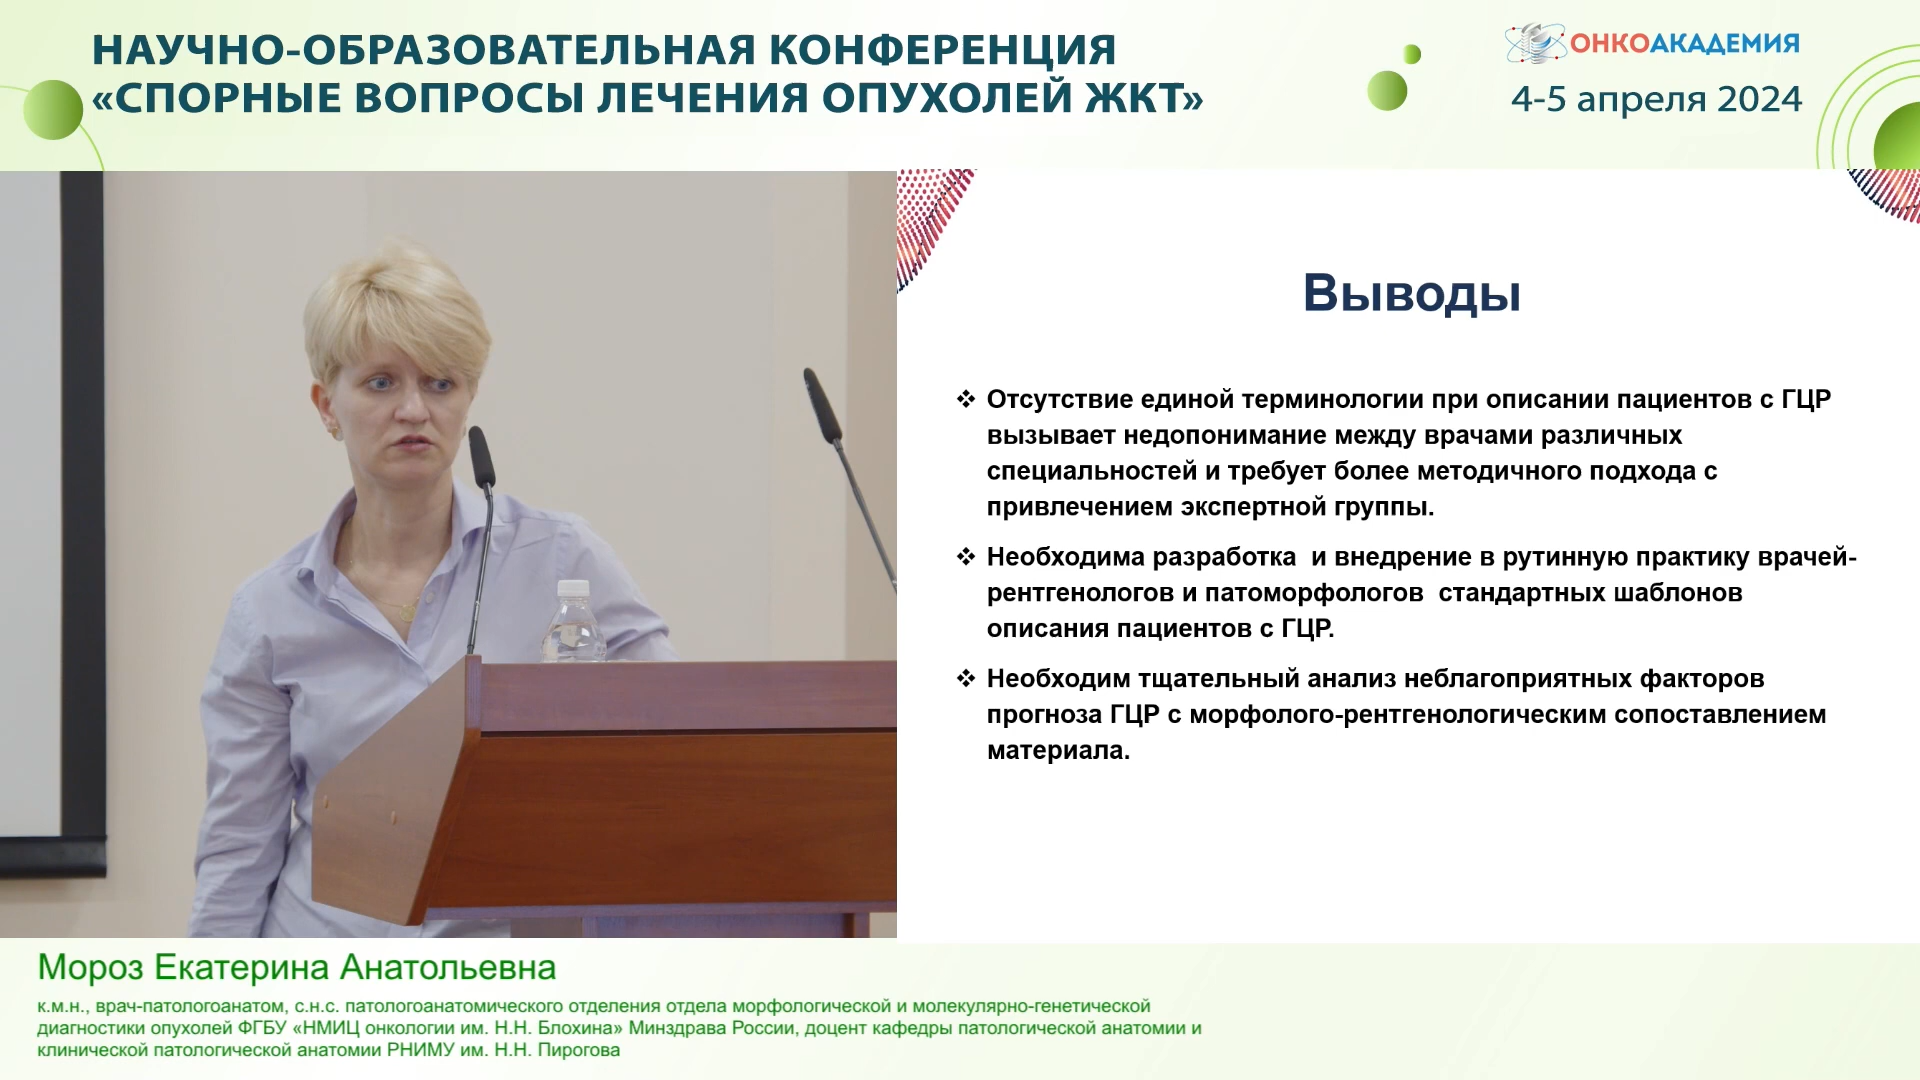 НАУЧНО-ОБРАЗОВАТЕЛЬНАЯ КОНФЕРЕНЦИЯ
«СПОРНЫЕ ВОПРОСЫ ЛЕЧЕНИЯ ОПУХОЛЕЙ ЖКТ»
ОНКОАКАДЕМИЯ
4-5 апреля 2024
Выводы
❖ Отсутствие единой терминологии при описании пациентов с ГЦР
вызывает недопонимание между врачами различных
специальностей и требует более методичного подхода с
привлечением экспертной группы.
❖ Необходима разработка  и внедрение в рутинную практику врачей-
рентгенологов и патоморфологов  стандартных шаблонов
описания пациентов с ГЦР.
❖ Необходим тщательный анализ неблагоприятных факторов
прогноза ГЦР с морфолого-рентгенологическим сопоставлением
материала.
Мороз Екатерина Анатольевна
к.м.н., врач-патологоанатом, с.н.с. патологоанатомического отделения отдела морфологической и молекулярно-генетической
диагностики опухолей ФГБУ «НМИЦ онкологии им. Н.Н. Блохина» Минздрава России, доцент кафедры патологической анатомии и
клинической патологической анатомии РНИМУ им. Н.Н. Пирогова